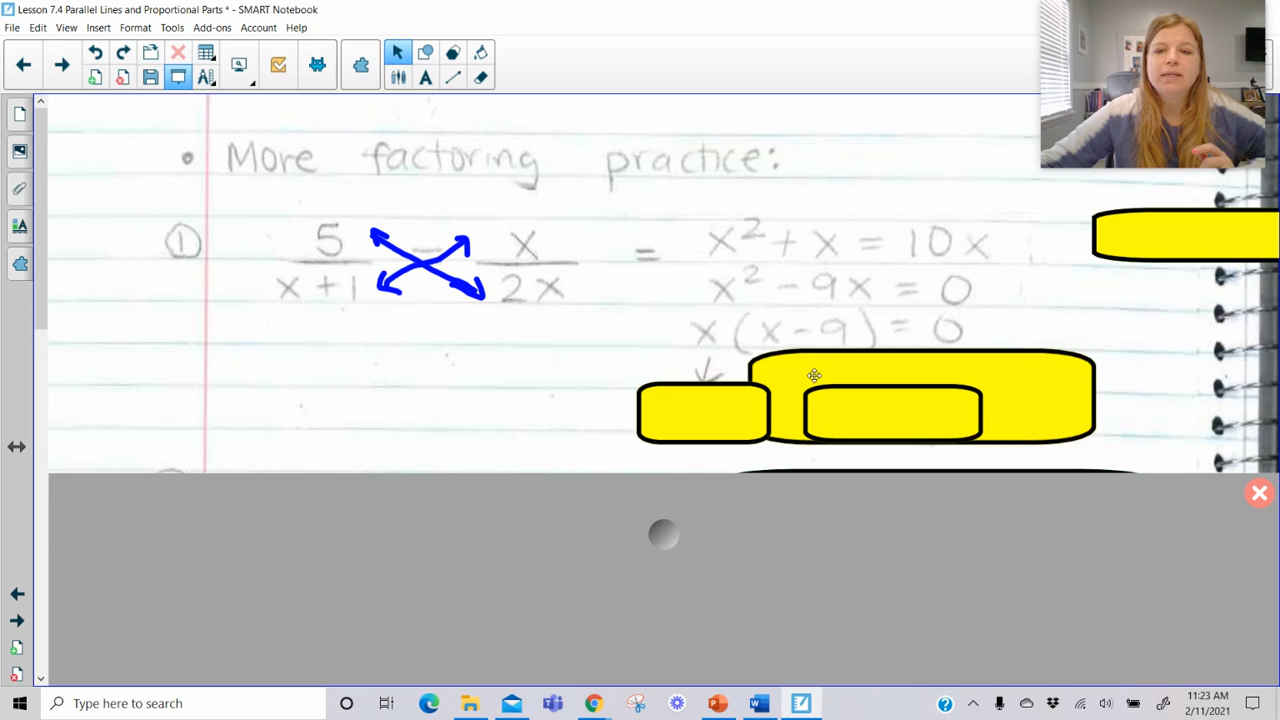 Lesson 7.4 Parallel Lines and Proportional Parts * - SMART Notebook
File Edit View Insert Format Tools Add-ons Account Help
• More factoring practice:
① 5/(x+1) = x/2x = x² + x = 10x
x² - 9x = 0
x(x-9) = 0
↓
Type here to search
11:23 AM
2/11/2021